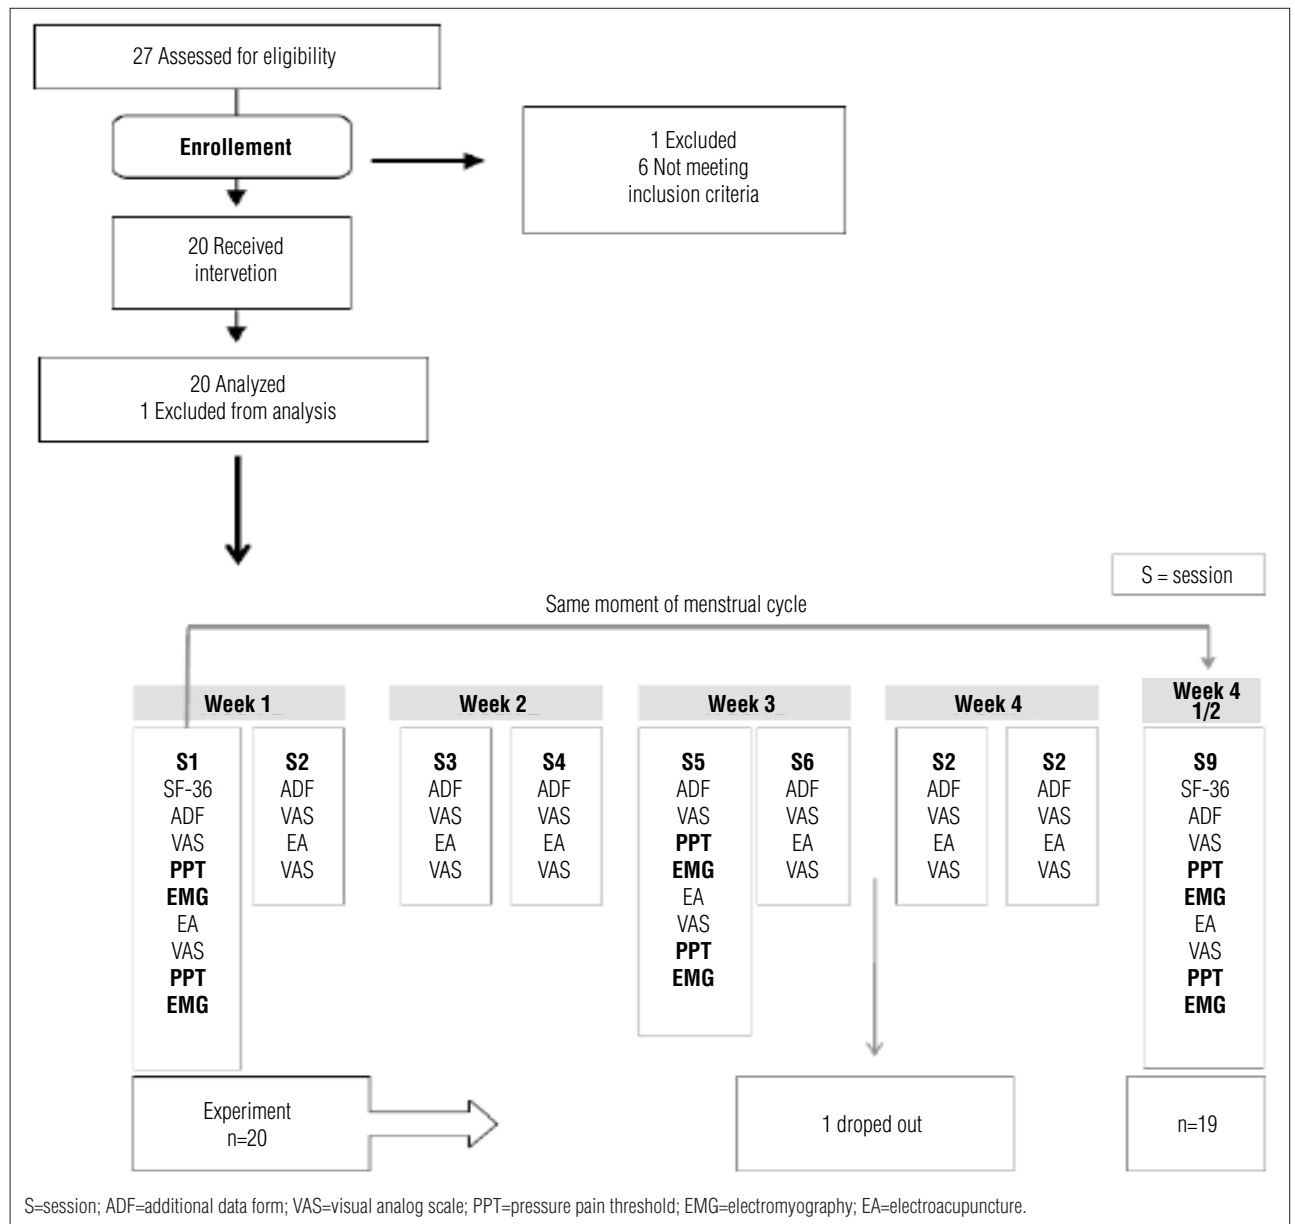 27 Assessed for eligibility
Enrollement
1 Excluded
6 Not meeting
inclusion criteria
20 Received
intervetion
20 Analyzed
1 Excluded from analysis
S = session
Same moment of menstrual cycle
Week 1
S1
SF-36
ADF
VAS
PPT
EMG
EA
VAS
PPT
EMG
S2
ADF
VAS
EA
VAS
Week 2
S3
ADF
VAS
EA
VAS
S4
ADF
VAS
EA
VAS
Week 3
S5
ADF
VAS
PPT
EMG
EA
VAS
PPT
EMG
S6
ADF
VAS
EA
VAS
Week 4
S2
ADF
VAS
EA
VAS
S2
ADF
VAS
EA
VAS
Week 4
1/2
S9
SF-36
ADF
VAS
PPT
EMG
EA
VAS
PPT
EMG
Experiment
n=20
1 droped out
n=19
S=session; ADF=additional data form; VAS=visual analog scale; PPT=pressure pain threshold; EMG=electromyography; EA=electroacupuncture.